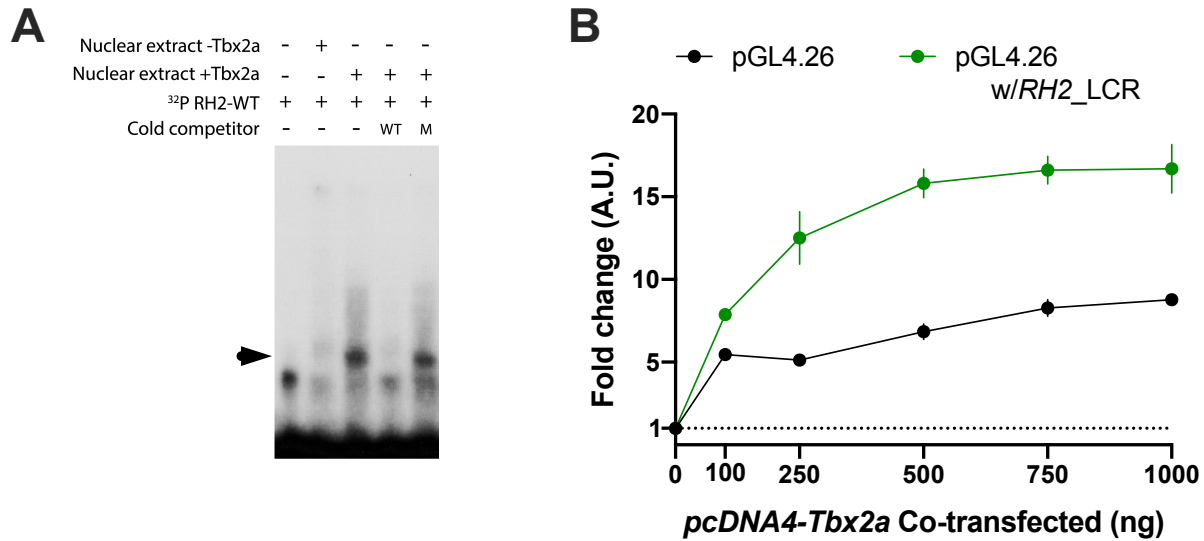 A
Nuclear extract -Tbx2a - + - - -
Nuclear extract +Tbx2a - - + + +
³²P RH2-WT + + + + +
Cold competitor - - - WT M
B
pGL4.26
pGL4.26
w/RH2_LCR
Fold change (A.U.)
20
15
10
5
1
0 100 250 500 750 1000
pcDNA4-Tbx2a Co-transfected (ng)